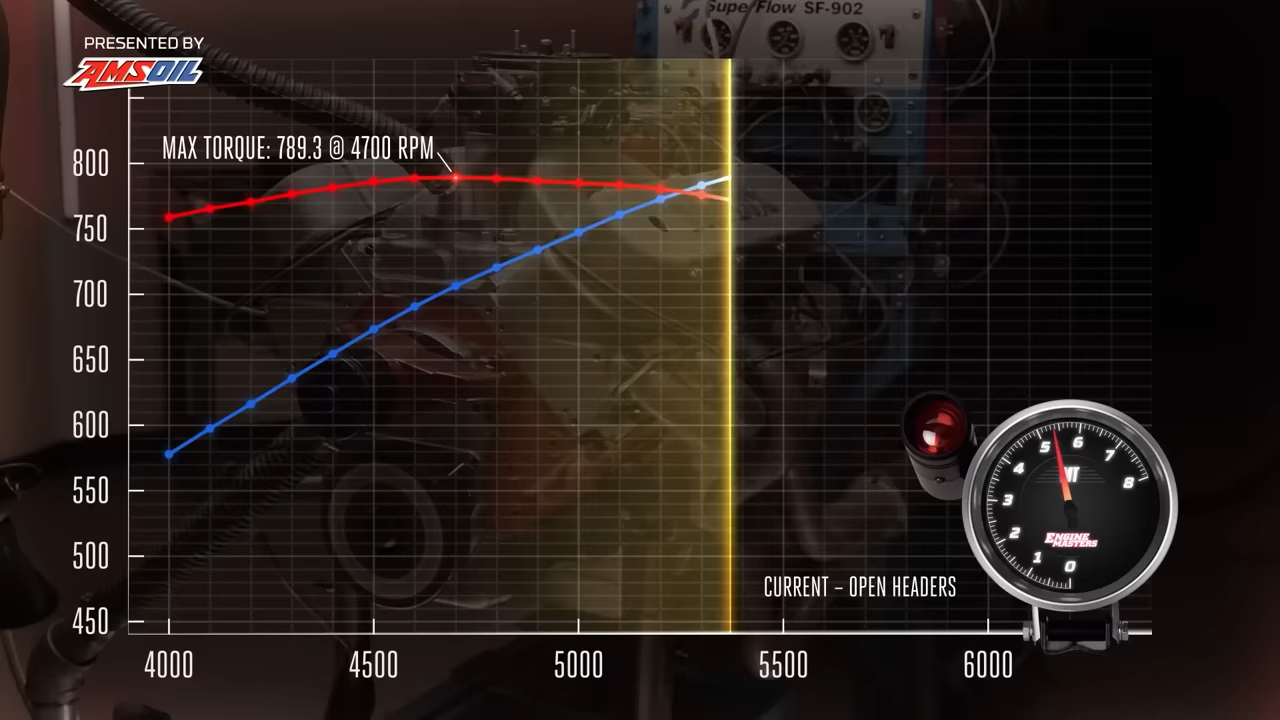 SuperFlow SF-902
PRESENTED BY
AMSOIL
MAX TORQUE: 789.3 @ 4700 RPM
800
750
700
650
600
550
500
450
4000
4500
5000
5500
6000
CURRENT – OPEN HEADERS
0
1
2
3
4
5
6
7
8
MT
ENGINE
MASTERS